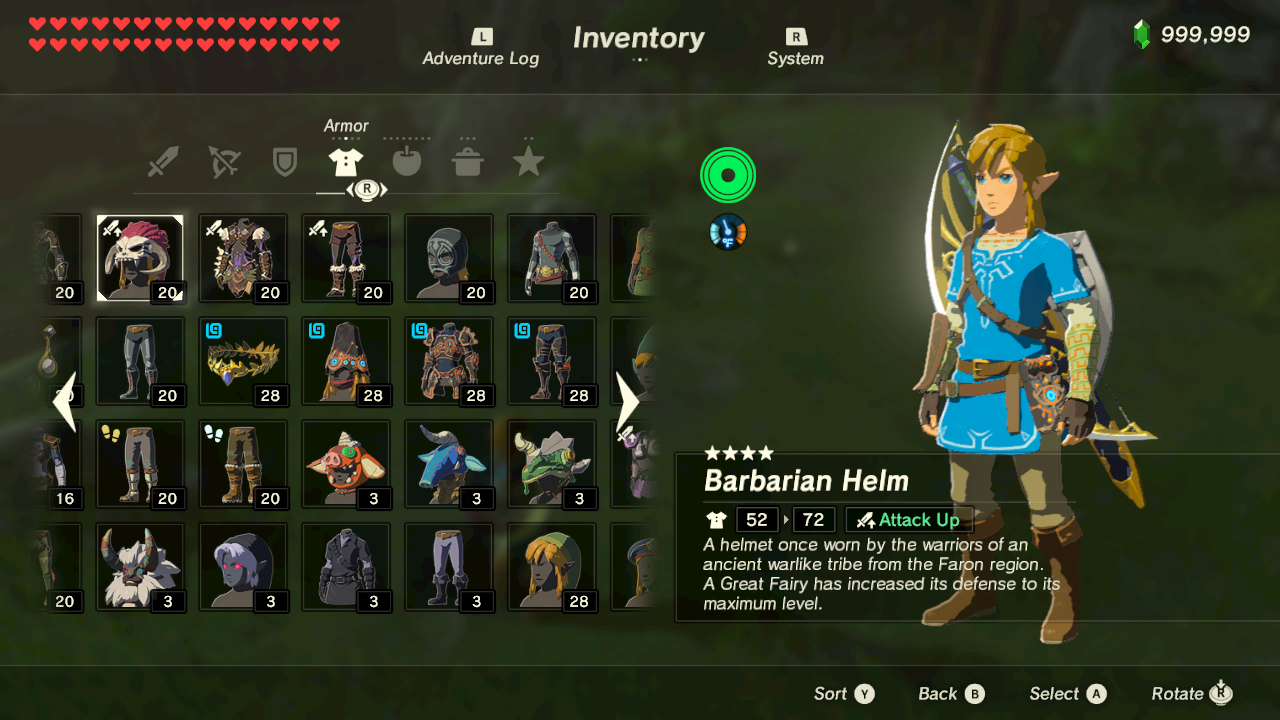 L
Adventure Log
Inventory
R
System
999,999
Armor
R
20
20
20
20
20
20
20
28
28
28
28
16
20
20
3
3
3
20
3
3
3
3
28
°F
Barbarian Helm
52 72 Attack Up
A helmet once worn by the warriors of an
ancient warlike tribe from the Faron region.
A Great Fairy has increased its defense to its
maximum level.
Sort Y
Back B
Select A
Rotate R